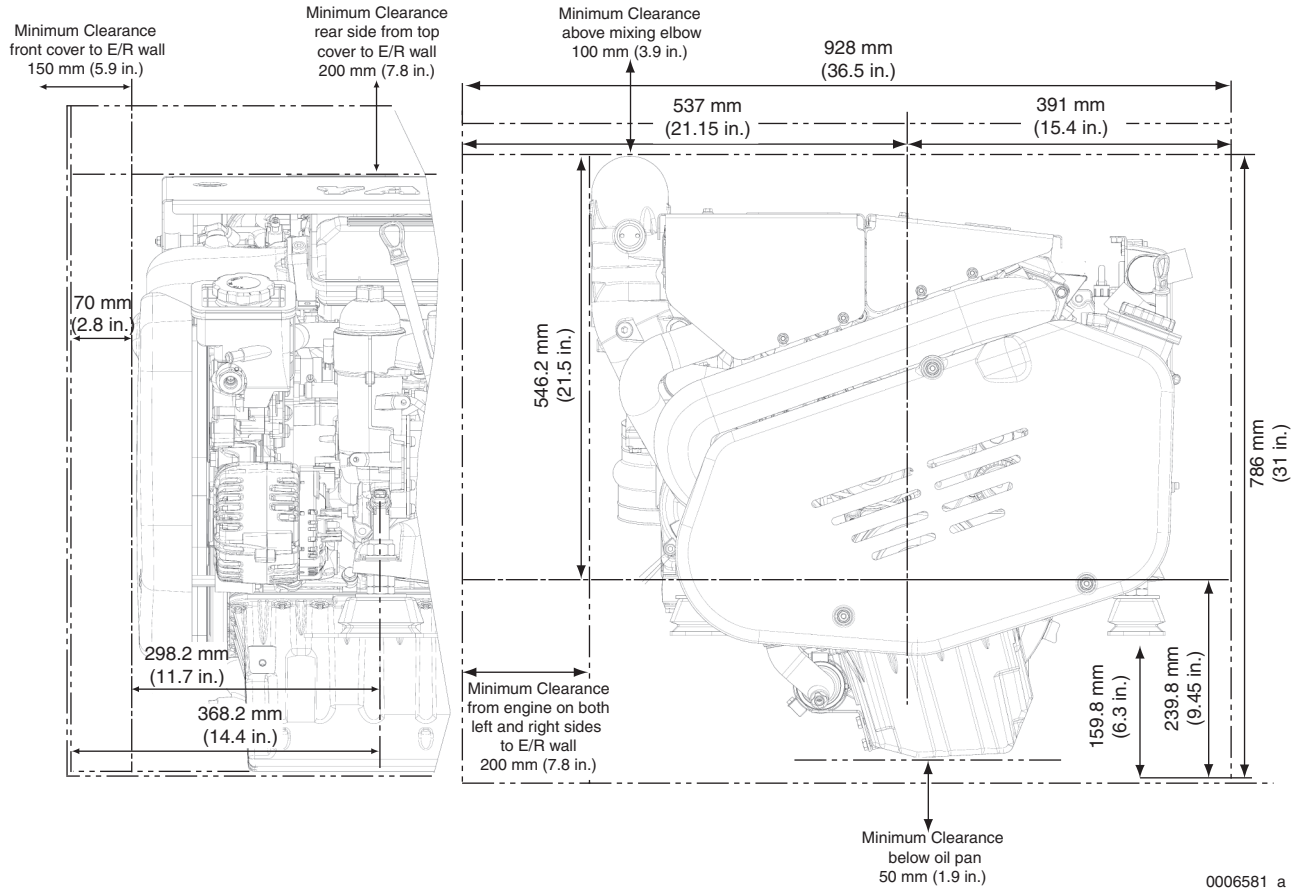 Minimum Clearance
front cover to E/R wall
150 mm (5.9 in.)
Minimum Clearance
rear side from top
cover to E/R wall
200 mm (7.8 in.)
Minimum Clearance
above mixing elbow
100 mm (3.9 in.)
928 mm
(36.5 in.)
537 mm
(21.15 in.)
391 mm
(15.4 in.)
70 mm
(2.8 in.)
546.2 mm
(21.5 in.)
786 mm
(31 in.)
298.2 mm
(11.7 in.)
368.2 mm
(14.4 in.)
Minimum Clearance
from engine on both
left and right sides
to E/R wall
200 mm (7.8 in.)
159.8 mm
(6.3 in.)
239.8 mm
(9.45 in.)
Minimum Clearance
below oil pan
50 mm (1.9 in.)
0006581 a